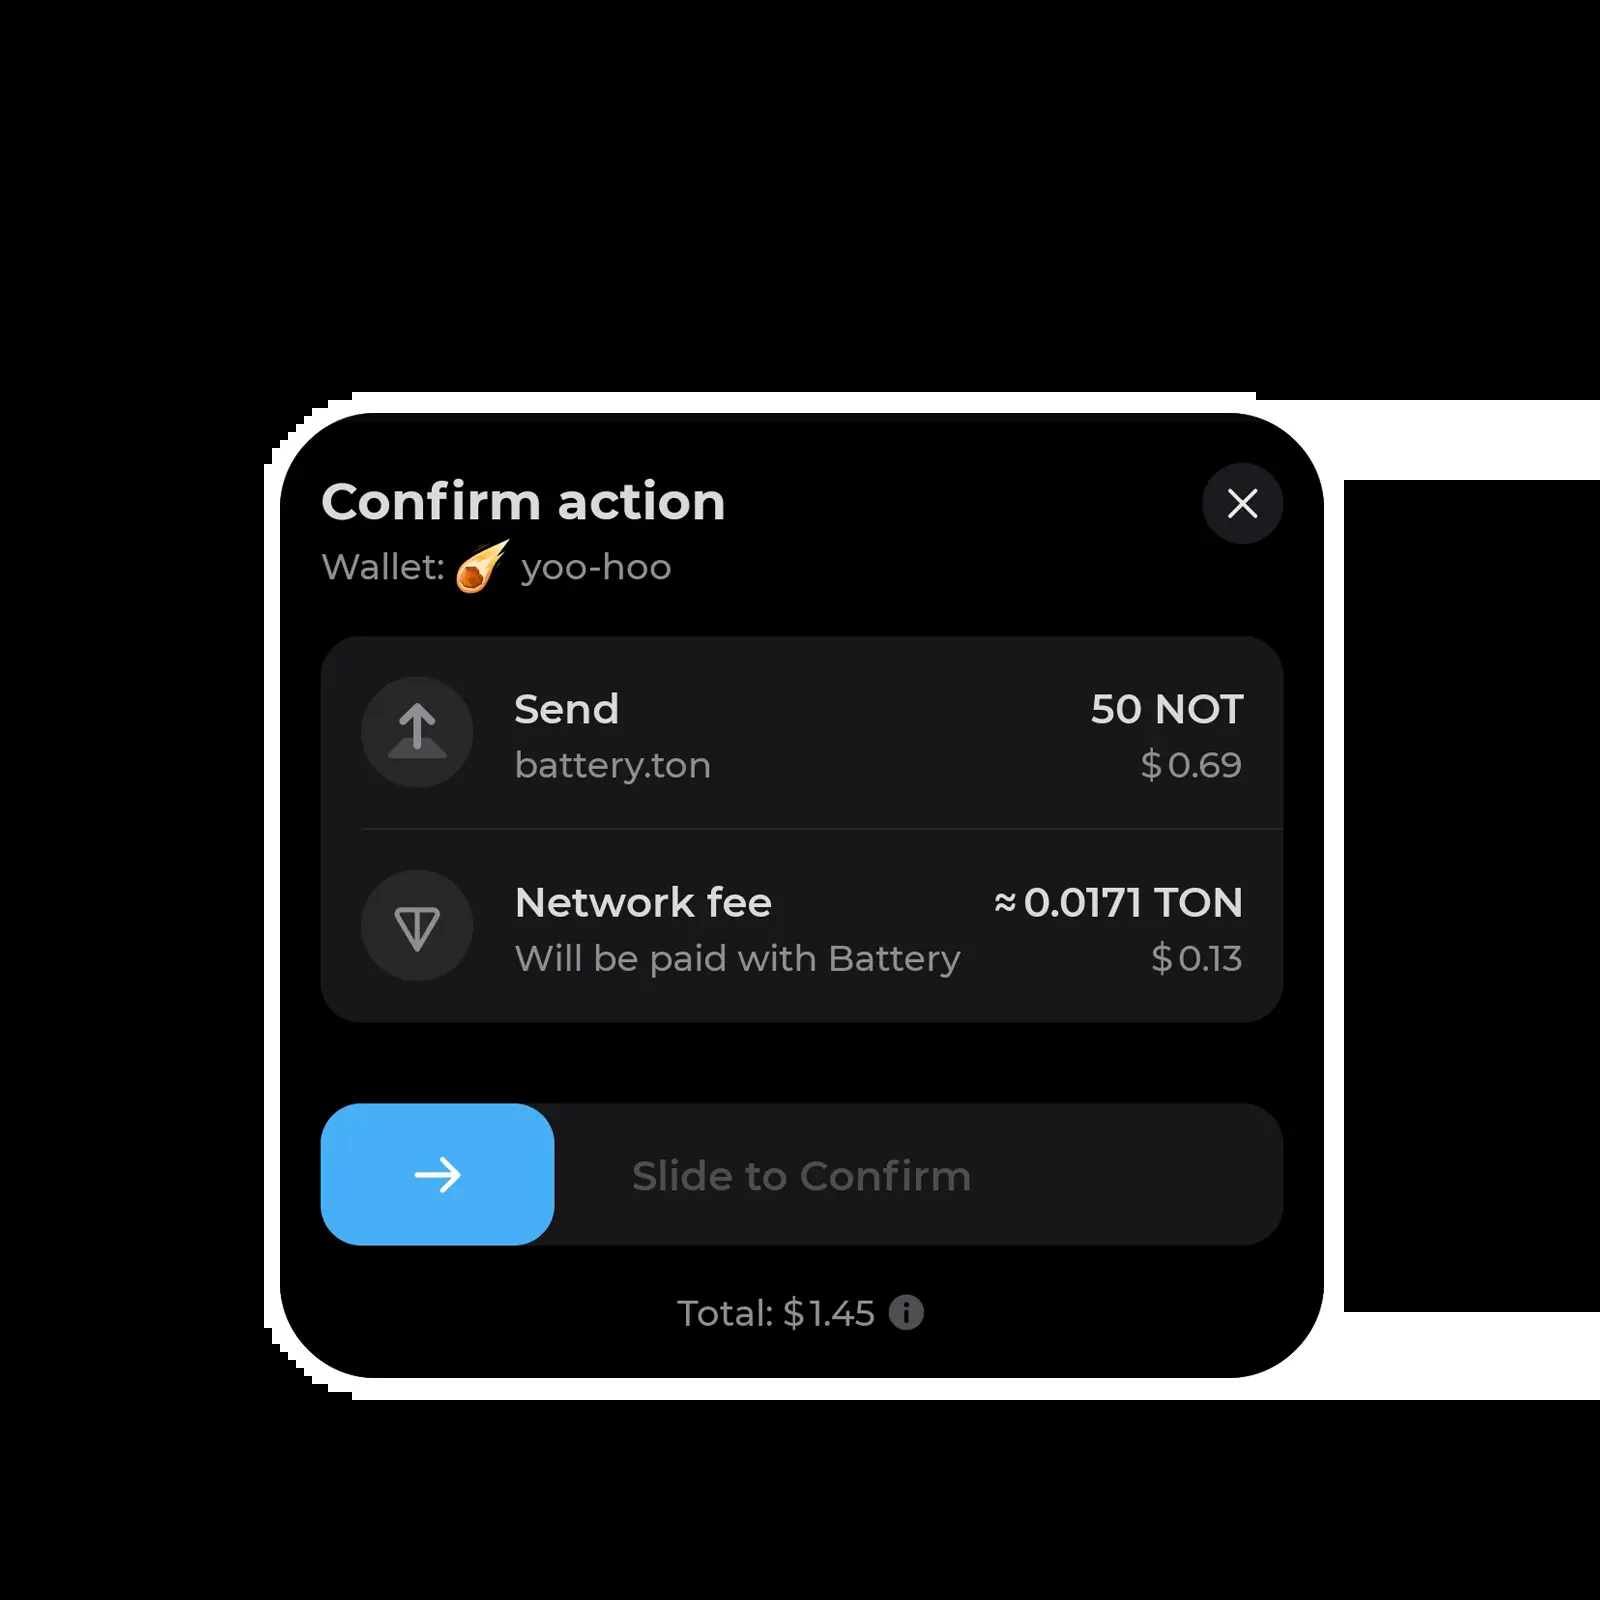 Confirm action
Wallet: yoo-hoo
Send 50 NOT
battery.ton $0.69
Network fee ≈0.0171 TON
Will be paid with Battery $0.13
Slide to Confirm
Total: $1.45